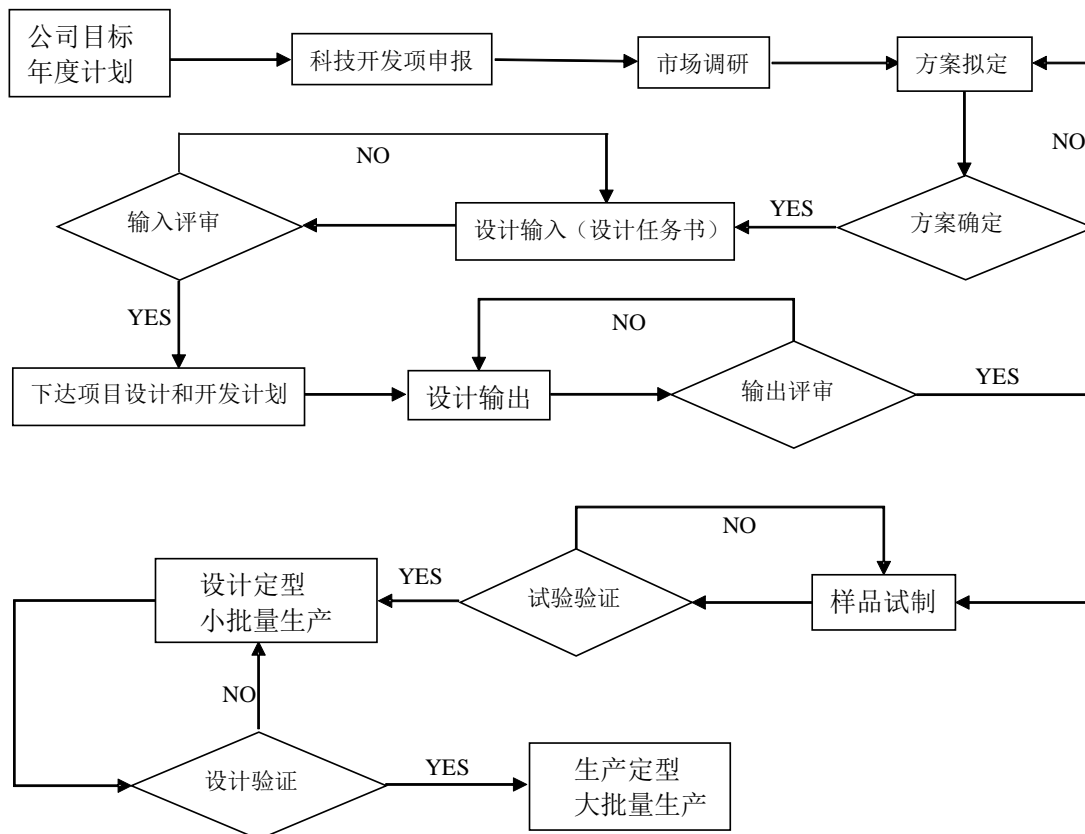 公司目标
年度计划
科技开发项申报
市场调研
方案拟定
NO
NO
输入评审
设计输入（设计任务书）
YES
方案确定
YES
NO
下达项目设计和开发计划
设计输出
输出评审
YES
NO
设计定型
小批量生产
YES
试验验证
样品试制
NO
设计验证
YES
生产定型
大批量生产